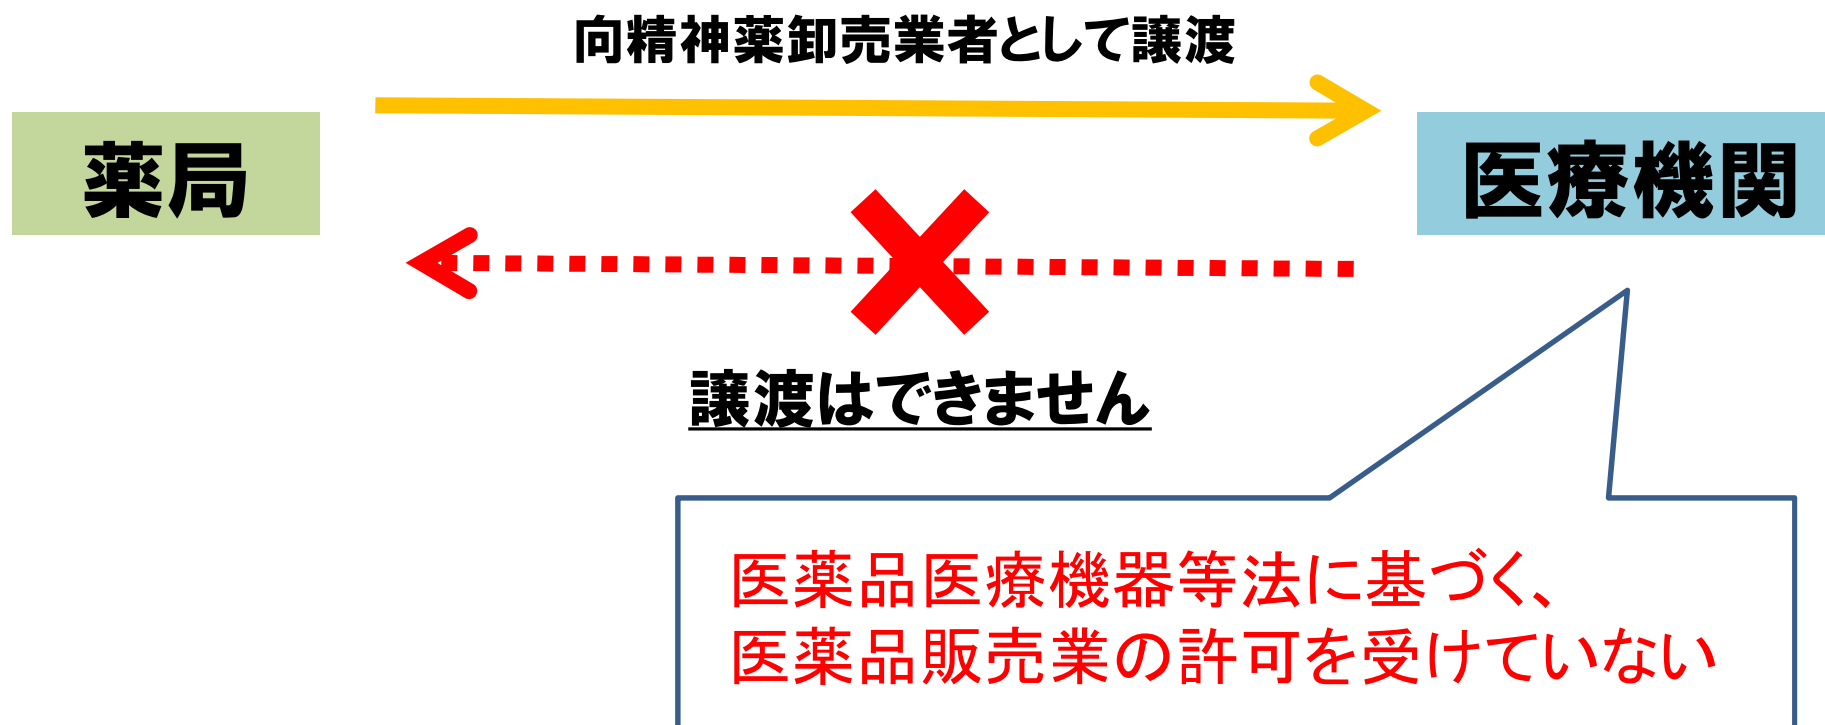 向精神薬卸売業者として譲渡
薬局
医療機関
譲渡はできません
医薬品医療機器等法に基づく、
医薬品販売業の許可を受けていない